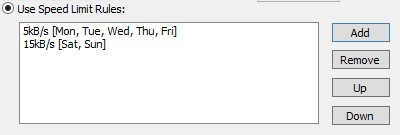 Use Speed Limit Rules:
5kB/s [Mon, Tue, Wed, Thu, Fri]
15kB/s [Sat, Sun]
Add
Remove
Up
Down